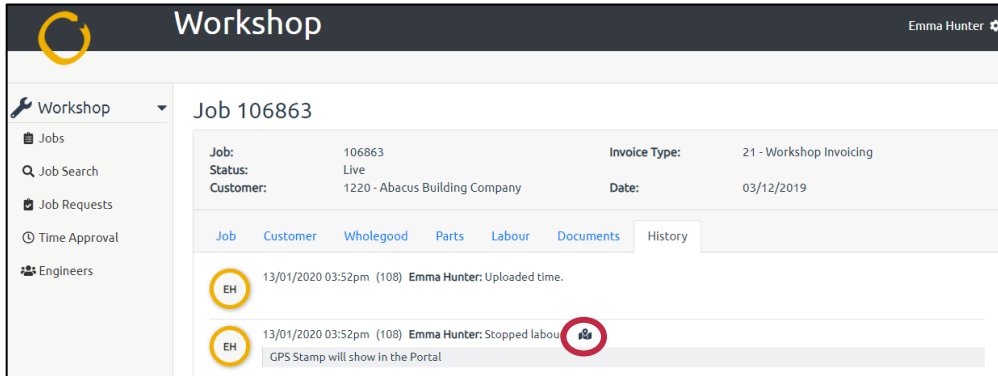 Workshop
Emma Hunter
Workshop
Jobs
Job Search
Job Requests
Time Approval
Engineers
Job 106863
Job: 106863 Invoice Type: 21 - Workshop Invoicing
Status: Live
Customer: 1220 - Abacus Building Company Date: 03/12/2019
Job Customer Wholegood Parts Labour Documents History
EH
13/01/2020 03:52pm (108) Emma Hunter: Uploaded time.
EH
13/01/2020 03:52pm (108) Emma Hunter: Stopped labou
GPS Stamp will show in the Portal